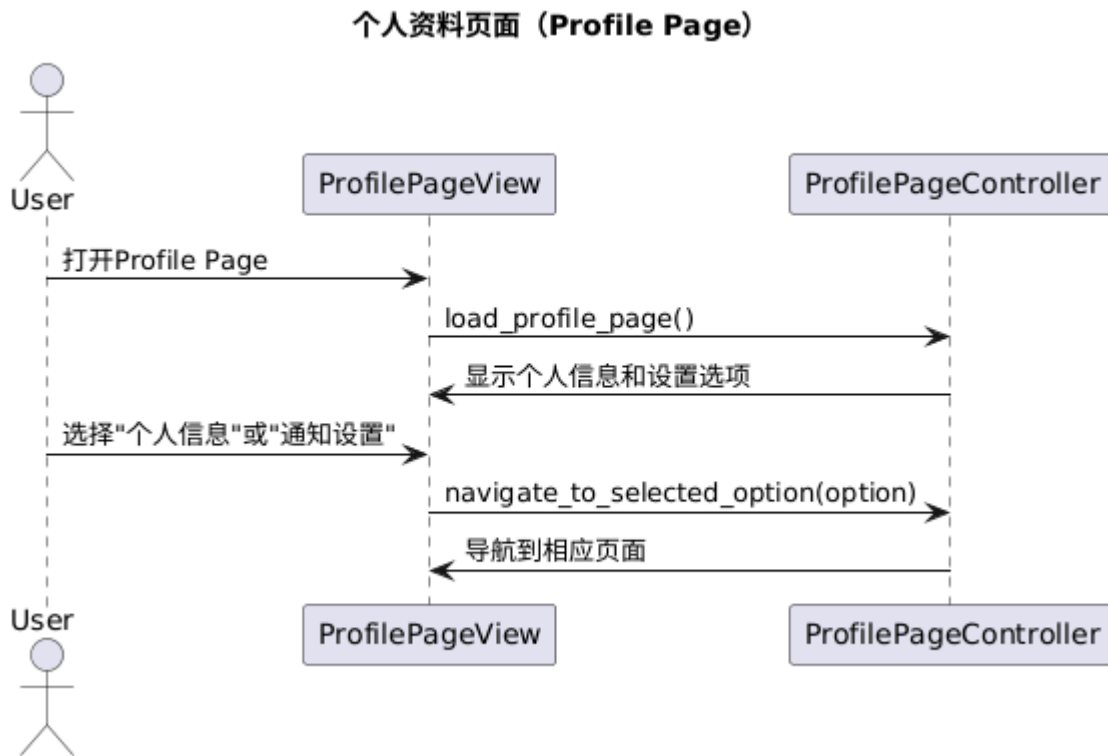 个人资料页面（Profile Page）
User
ProfilePageView
ProfilePageController
打开Profile Page
load_profile_page()
显示个人信息和设置选项
选择"个人信息"或"通知设置"
navigate_to_selected_option(option)
导航到相应页面
User
ProfilePageView
ProfilePageController